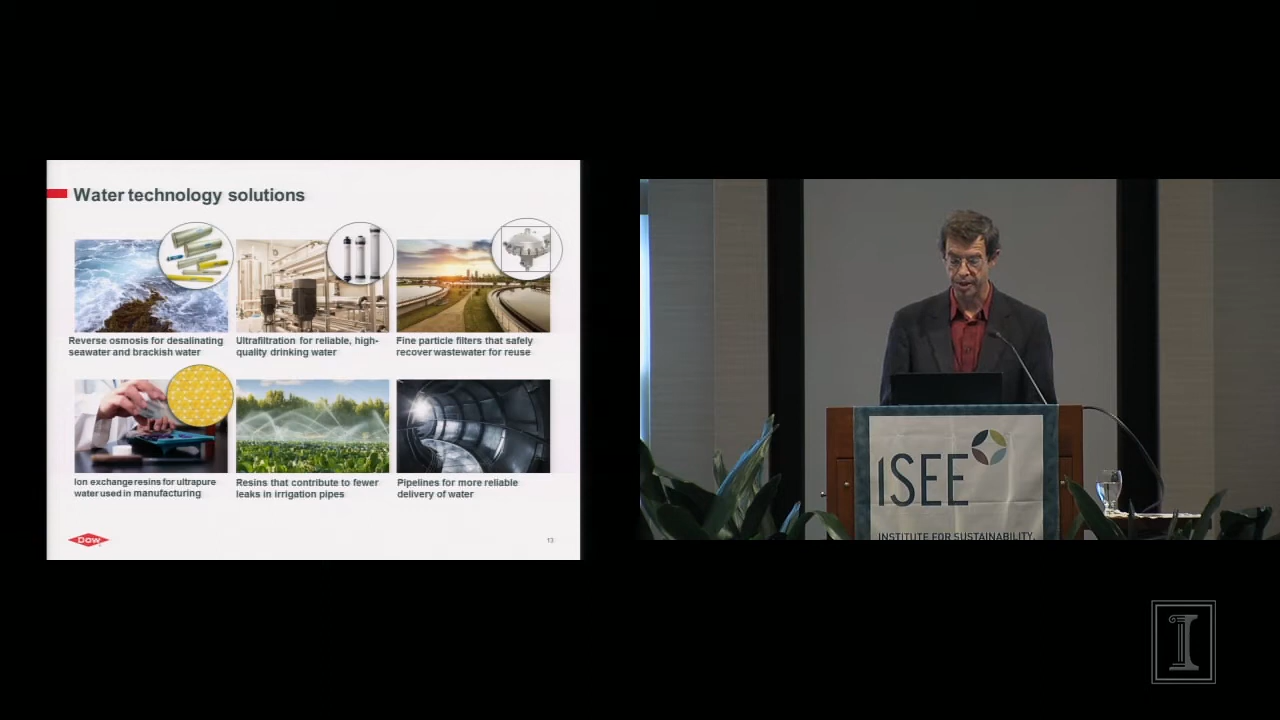 Water technology solutions
Reverse osmosis for desalinating
seawater and brackish water
Ultrafiltration for reliable, high-
quality drinking water
Fine particle filters that safely
recover wastewater for reuse
Ion exchange resins for ultrapure
water used in manufacturing
Resins that contribute to fewer
leaks in irrigation pipes
Pipelines for more reliable
delivery of water
Dow
13
ISEE
INSTITUTE FOR SUSTAINABILITY,
I